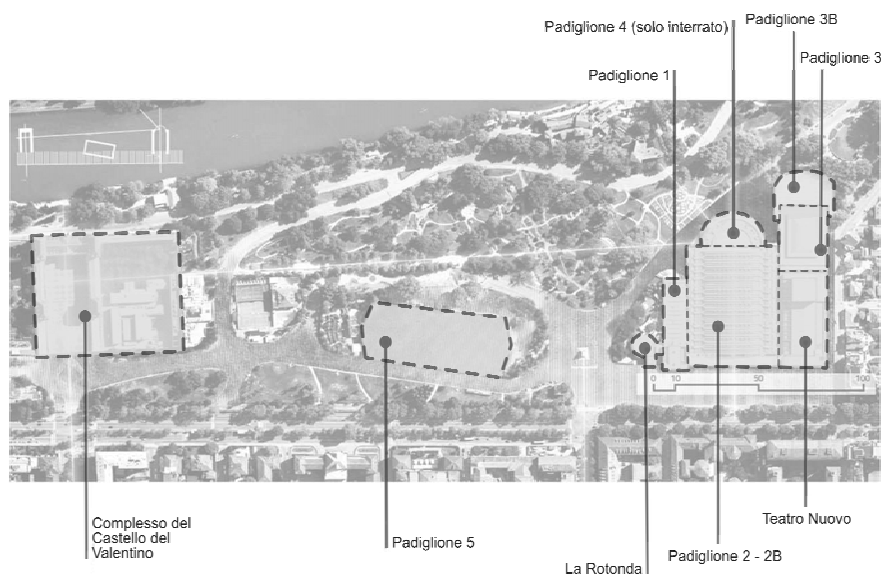 Padiglione 3B
Padiglione 4 (solo interrato)
Padiglione 3
Padiglione 1
0 10 50 100
Complesso del
Castello del
Valentino
Padiglione 5
La Rotonda
Padiglione 2 - 2B
Teatro Nuovo